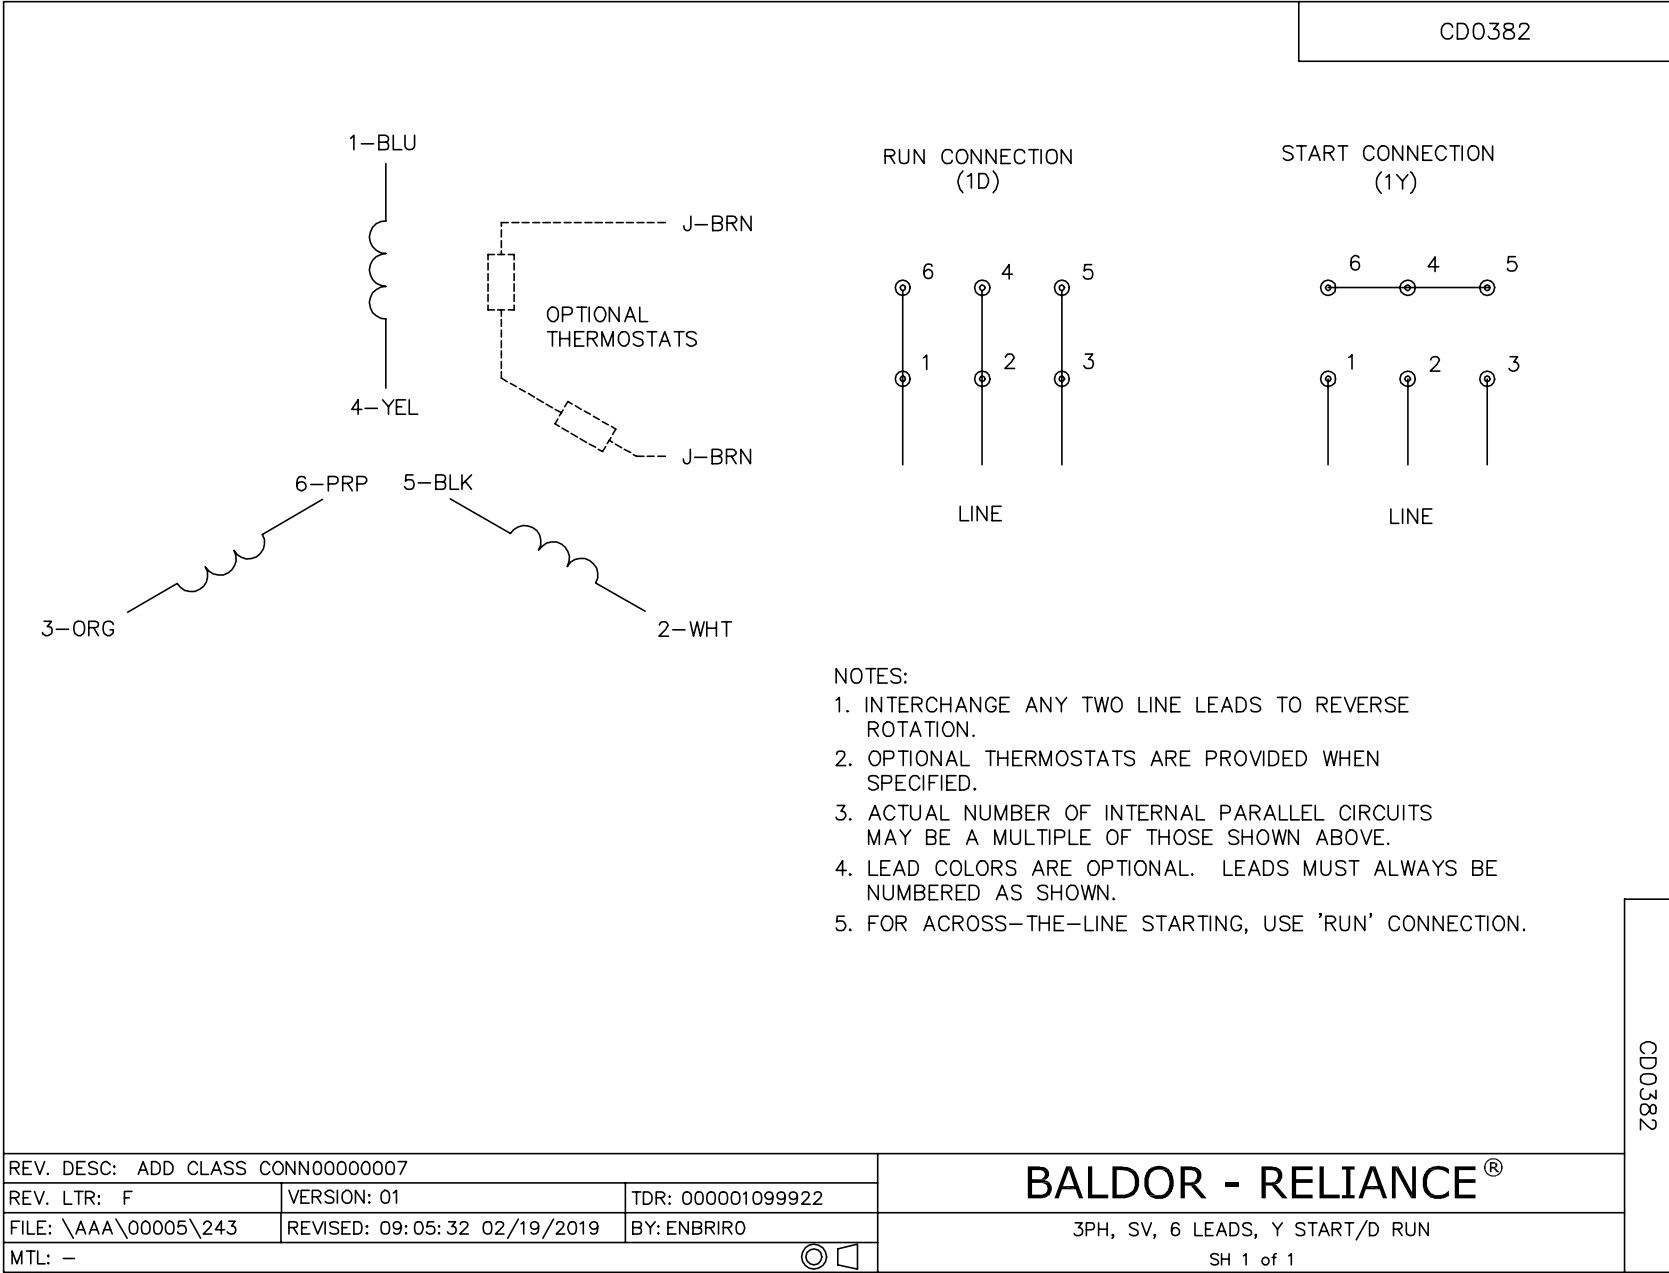 CD0382
1-BLU
4-YEL
6-PRP
5-BLK
3-ORG
2-WHT
J-BRN
OPTIONAL
THERMOSTATS
J-BRN
RUN CONNECTION
(1D)
6 4 5
1 2 3
LINE
START CONNECTION
(1Y)
6 4 5
1 2 3
LINE
NOTES:
1. INTERCHANGE ANY TWO LINE LEADS TO REVERSE
ROTATION.
2. OPTIONAL THERMOSTATS ARE PROVIDED WHEN
SPECIFIED.
3. ACTUAL NUMBER OF INTERNAL PARALLEL CIRCUITS
MAY BE A MULTIPLE OF THOSE SHOWN ABOVE.
4. LEAD COLORS ARE OPTIONAL. LEADS MUST ALWAYS BE
NUMBERED AS SHOWN.
5. FOR ACROSS-THE-LINE STARTING, USE 'RUN' CONNECTION.
CD0382
REV. DESC: ADD CLASS CONN00000007
REV. LTR: F
VERSION: 01
TDR: 000001099922
FILE: \AAA\00005\243
REVISED: 09:05:32 02/19/2019
BY: ENBRIR0
MTL: -
BALDOR - RELIANCE®
3PH, SV, 6 LEADS, Y START/D RUN
SH 1 of 1